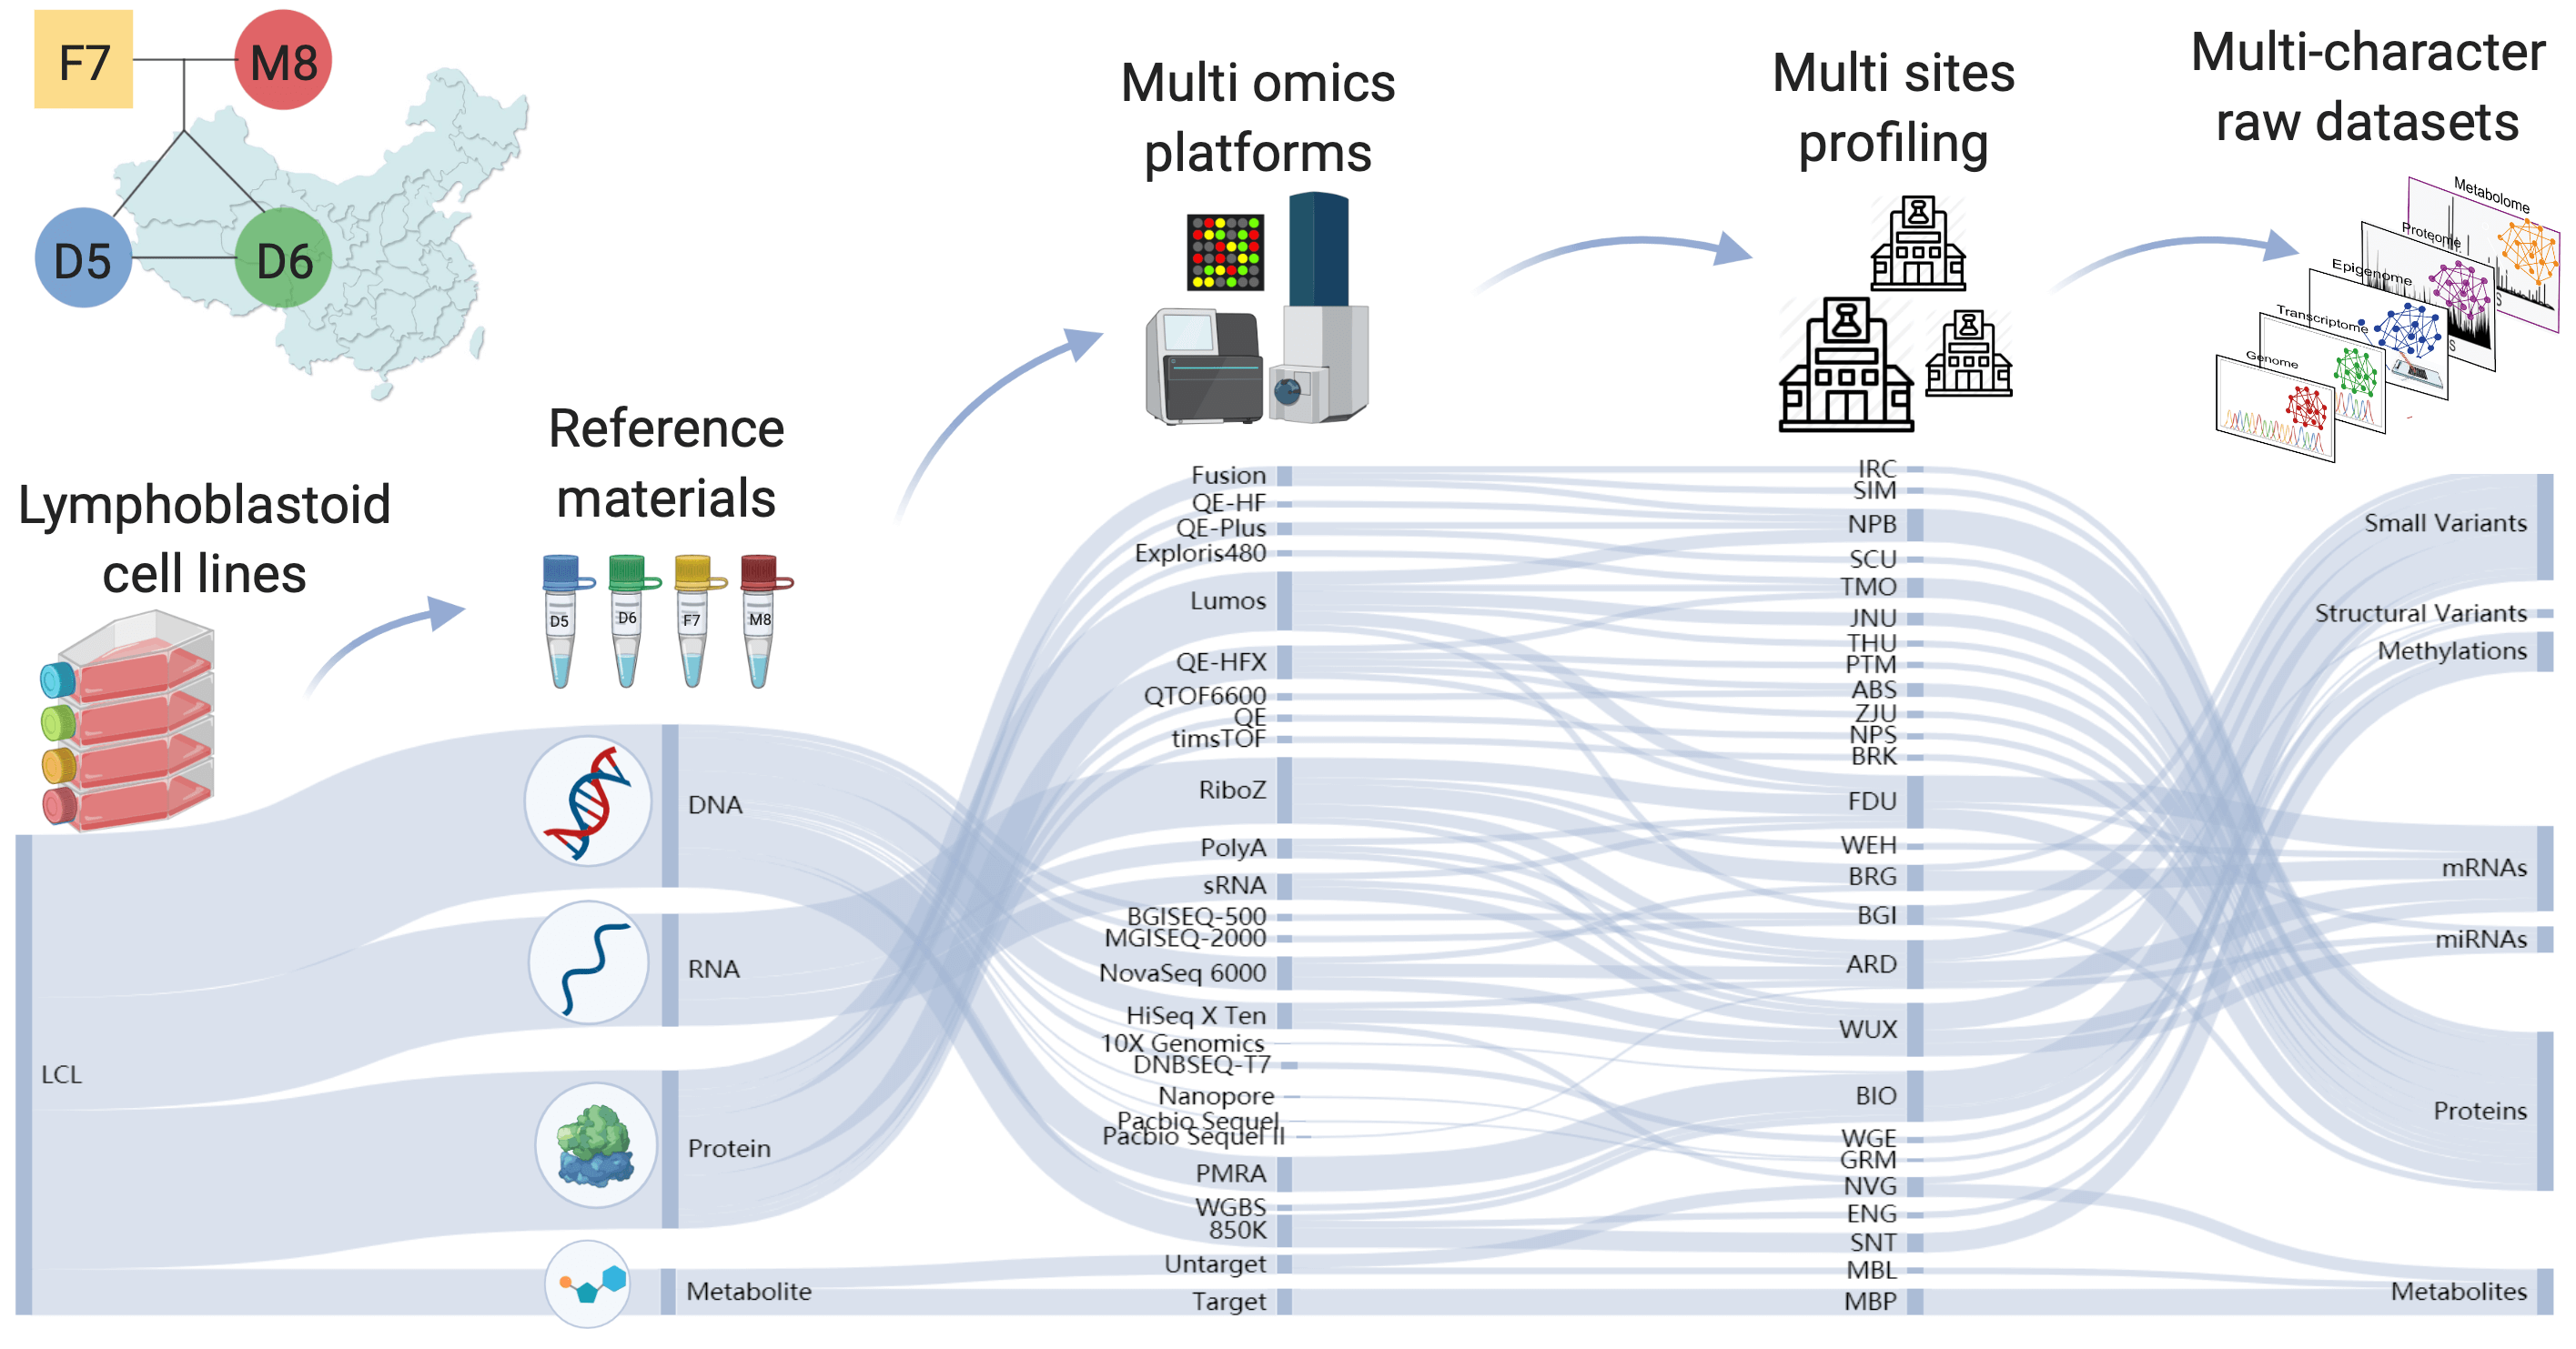 F7
M8
D5
D6
Lymphoblastoid
cell lines
Reference
materials
D5
D6
F7
M8
Multi omics
platforms
Multi sites
profiling
Multi-character
raw datasets
Metabolome
Proteome
Epigenome
Transcriptome
Genome
S
S
LCL
DNA
RNA
Protein
Metabolite
Fusion
QE-HF
QE-Plus
Exploris480
Lumos
QE-HFX
QTOF6600
QE
timsTOF
RiboZ
PolyA
sRNA
BGISEQ-500
MGISEQ-2000
NovaSeq 6000
HiSeq X Ten
10X Genomics
DNBSEQ-T7
Nanopore
Pacbio Sequel
Pacbio Sequel II
PMRA
WGBS
850K
Untarget
Target
IRC
SIM
NPB
SCU
TMO
JNU
THU
PTM
ABS
ZJU
NPS
BRK
FDU
WEH
BRG
BGI
ARD
WUX
BIO
WGE
GRM
NVG
ENG
SNT
MBL
MBP
Small Variants
Structural Variants
Methylations
mRNAs
miRNAs
Proteins
Metabolites